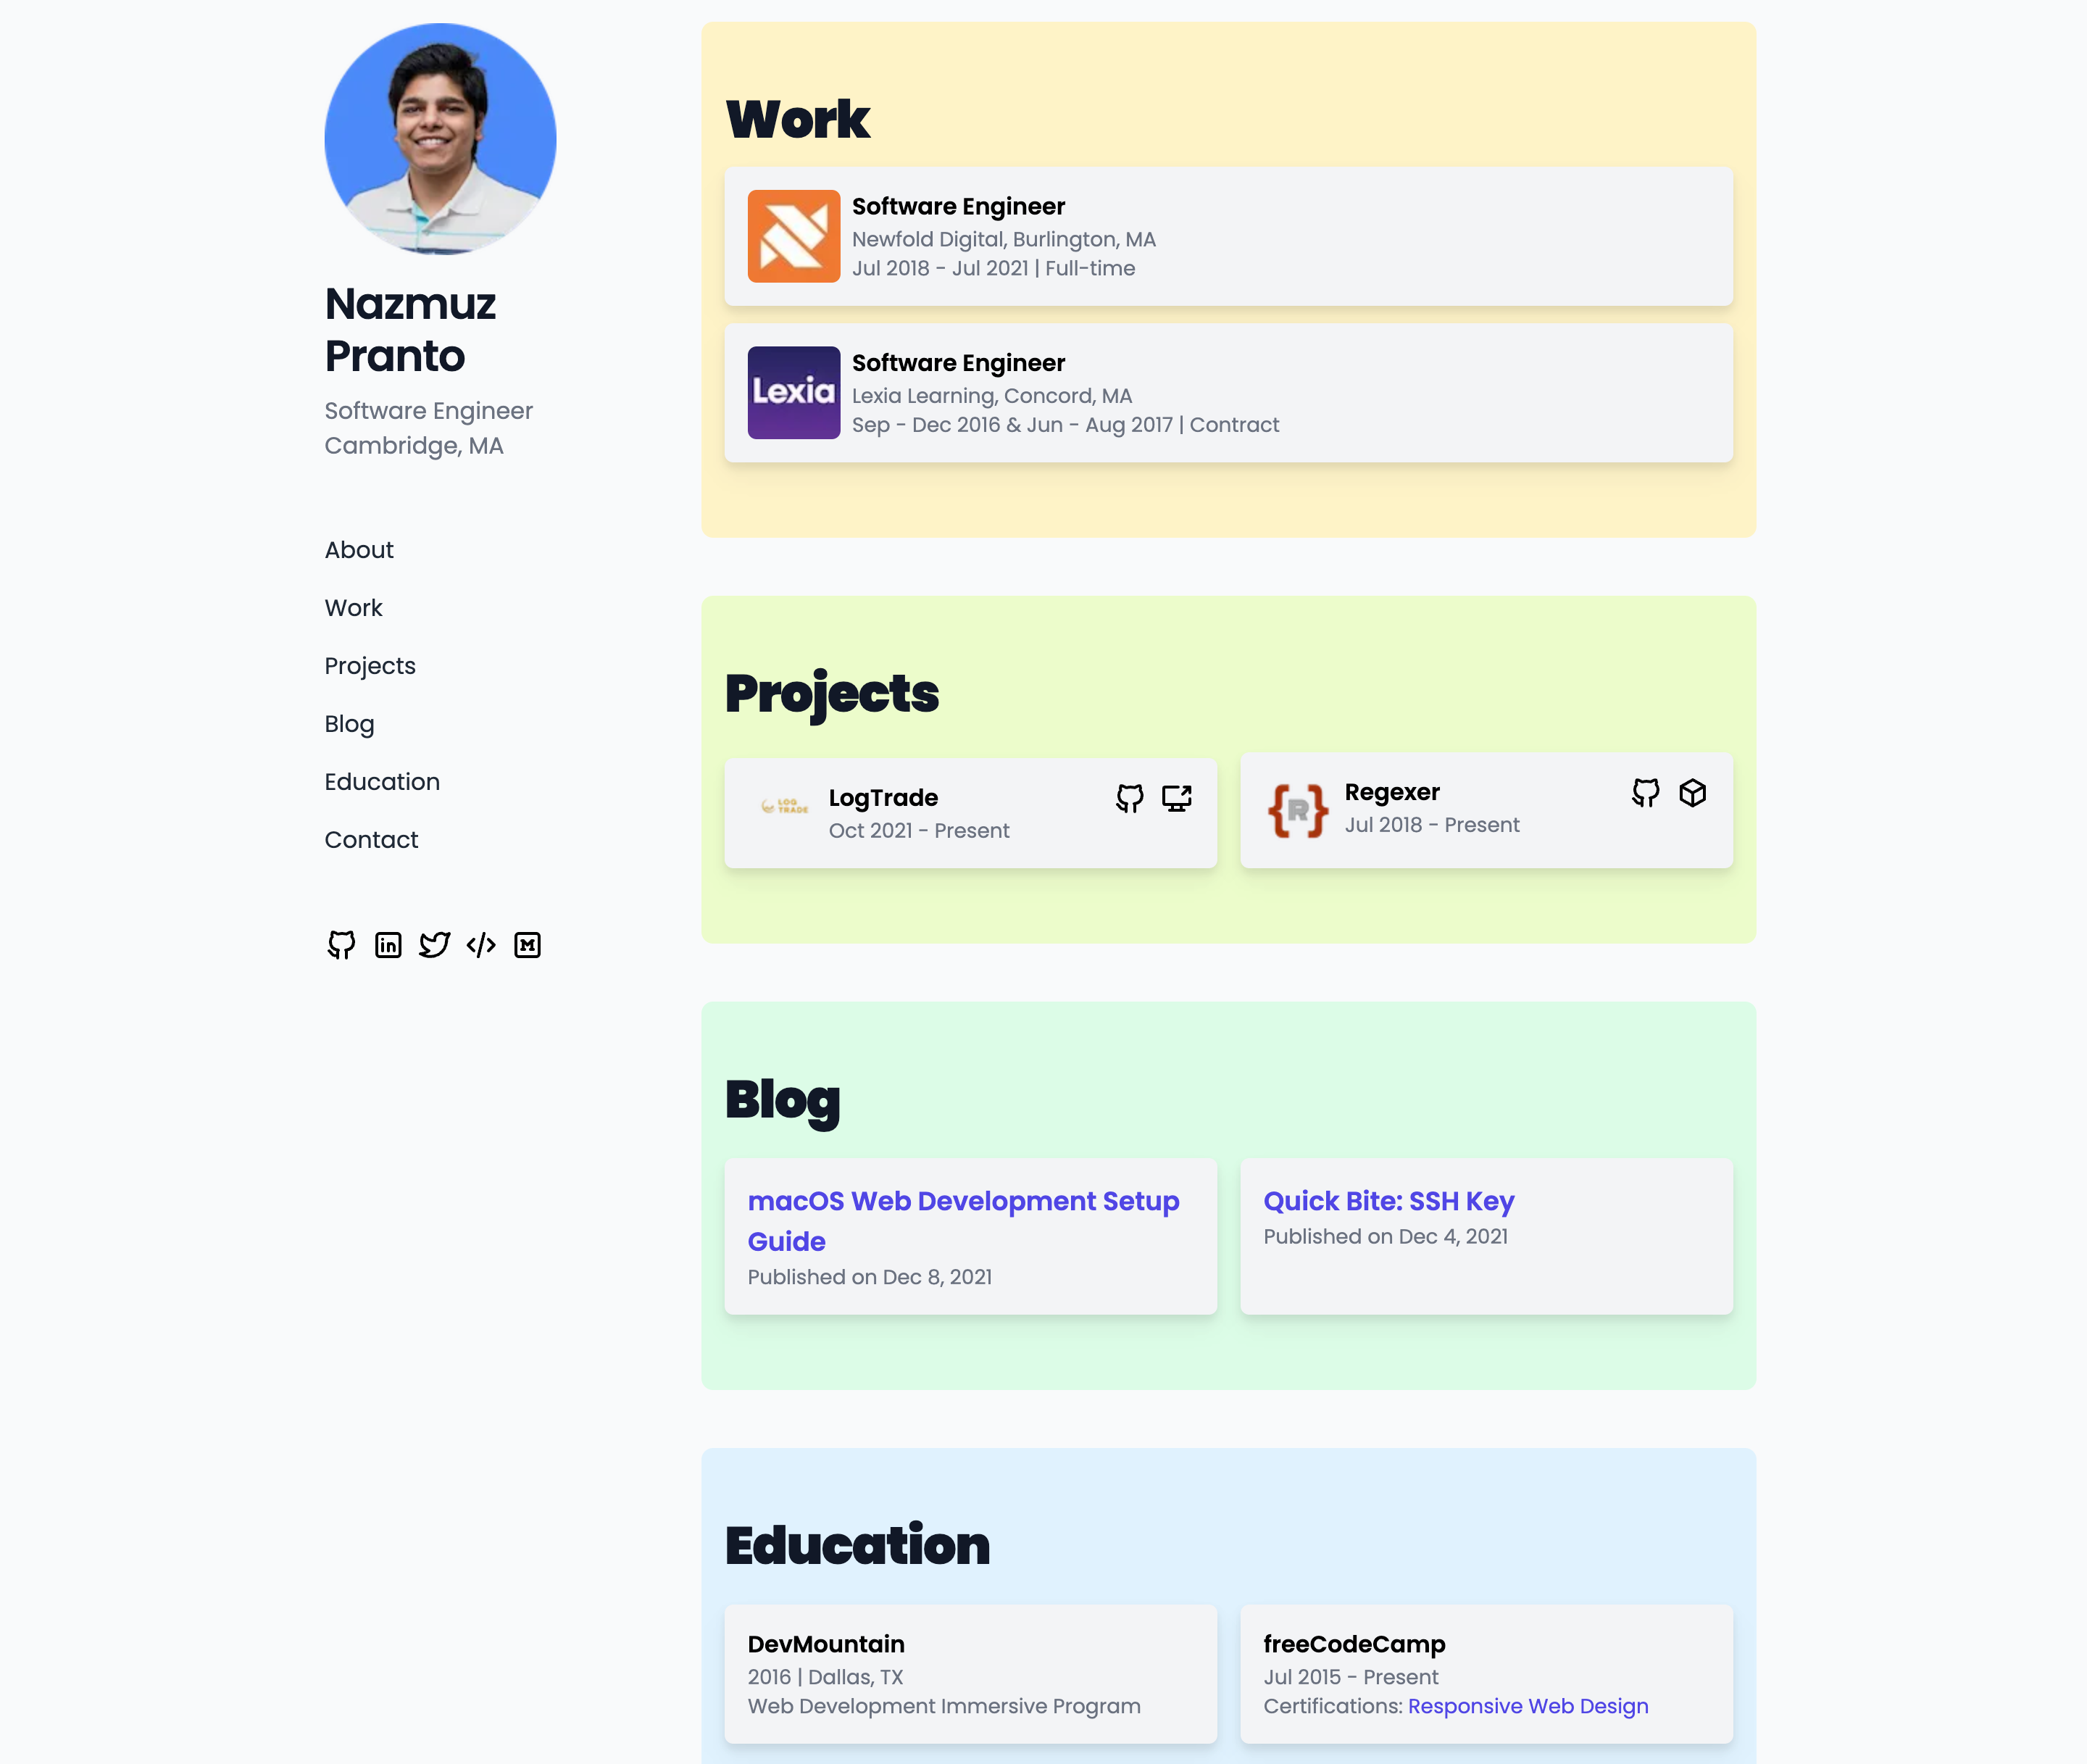 Nazmuz
Pranto
Software Engineer
Cambridge, MA
About
Work
Projects
Blog
Education
Contact
Work
Software Engineer
Newfold Digital, Burlington, MA
Jul 2018 - Jul 2021 | Full-time
Lexia
Software Engineer
Lexia Learning, Concord, MA
Sep - Dec 2016 & Jun - Aug 2017 | Contract
Projects
LOG
TRADE
LogTrade
Oct 2021 - Present
{R}
Regexer
Jul 2018 - Present
Blog
macOS Web Development Setup
Guide
Published on Dec 8, 2021
Quick Bite: SSH Key
Published on Dec 4, 2021
Education
DevMountain
2016 | Dallas, TX
Web Development Immersive Program
freeCodeCamp
Jul 2015 - Present
Certifications: Responsive Web Design